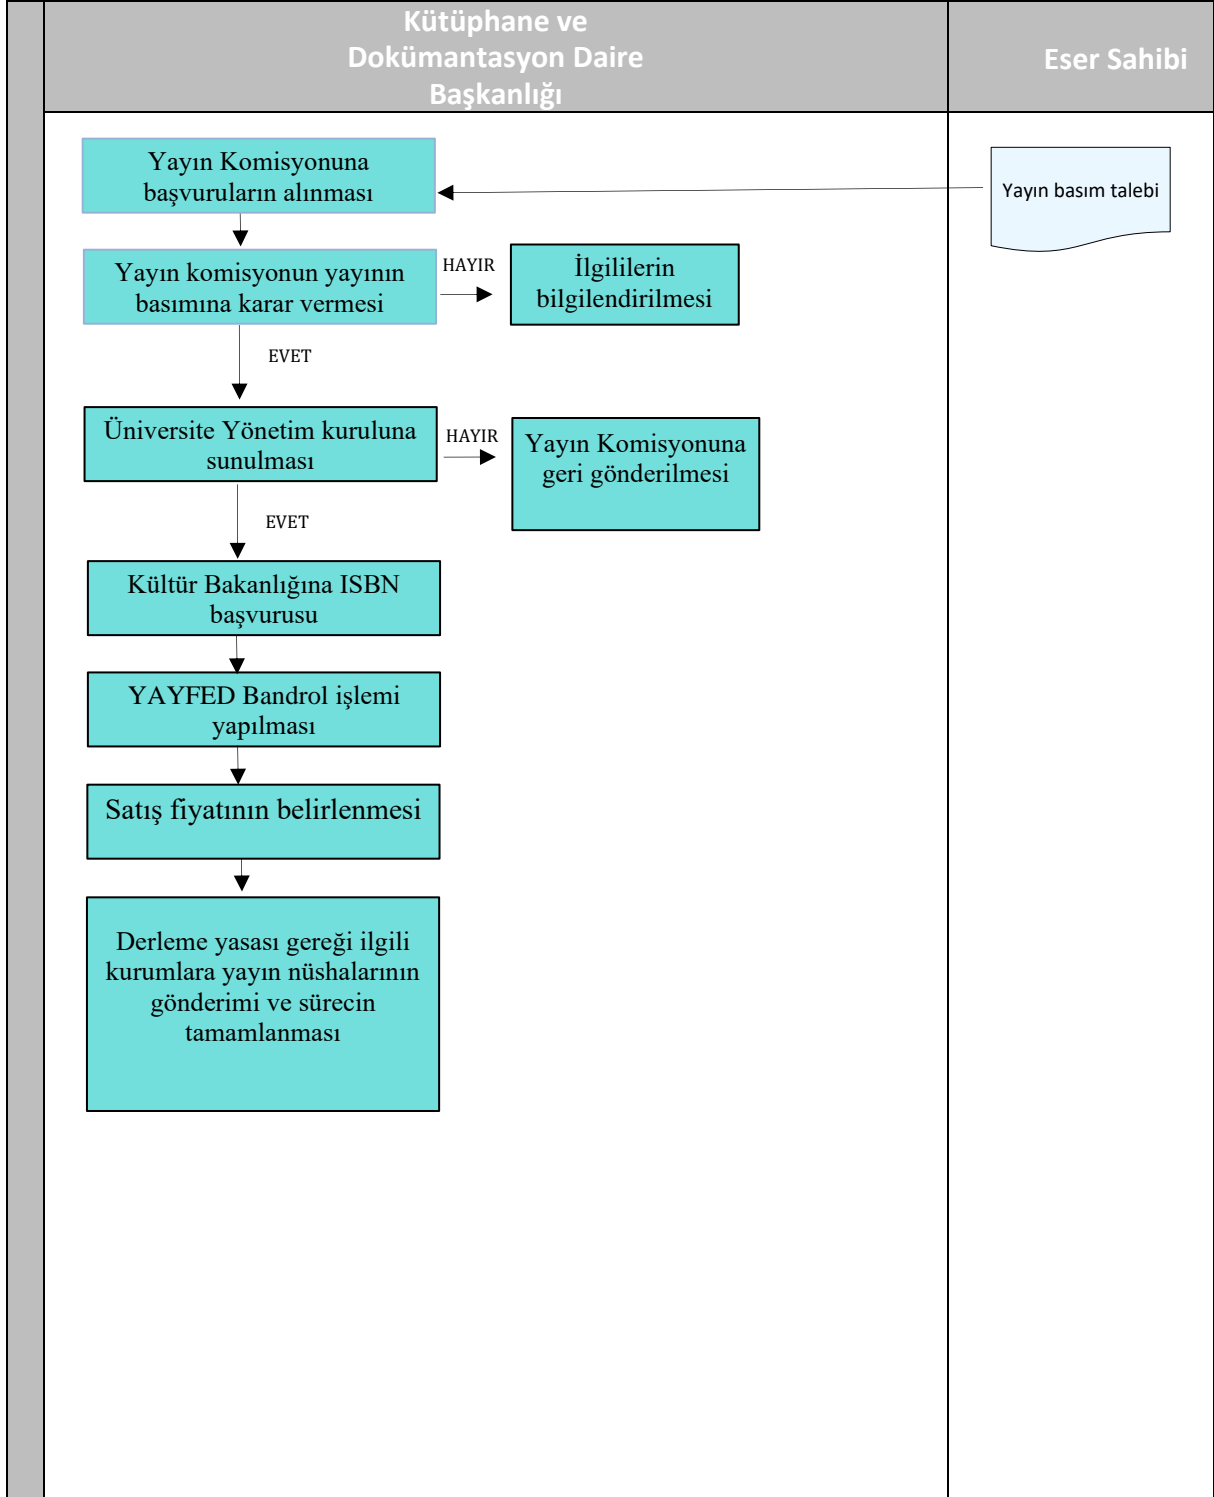 Kütüphane ve
Dokümantasyon Daire
Başkanlığı
Eser Sahibi
Yayın Komisyonuna
başvuruların alınması
Yayın basım talebi
Yayın komisyonun yayının
basımına karar vermesi
HAYIR
İlgililerin
bilgilendirilmesi
EVET
Üniversite Yönetim kuruluna
sunulması
HAYIR
Yayın Komisyonuna
geri gönderilmesi
EVET
Kültür Bakanlığına ISBN
başvurusu
YAYFED Bandrol işlemi
yapılması
Satış fiyatının belirlenmesi
Derleme yasası gereği ilgili
kurumlara yayın nüshalarının
gönderimi ve sürecin
tamamlanması